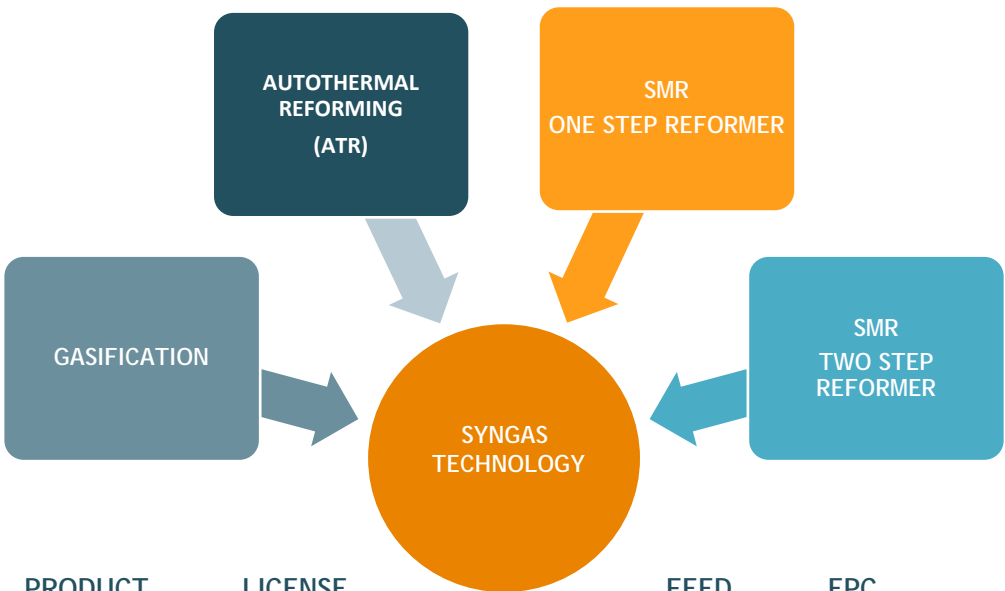 AUTOTHERMAL
REFORMING
(ATR)
SMR
ONE STEP REFORMER
GASIFICATION
SMR
TWO STEP
REFORMER
SYNGAS
TECHNOLOGY
PRODUCT LICENSE FEED EPC